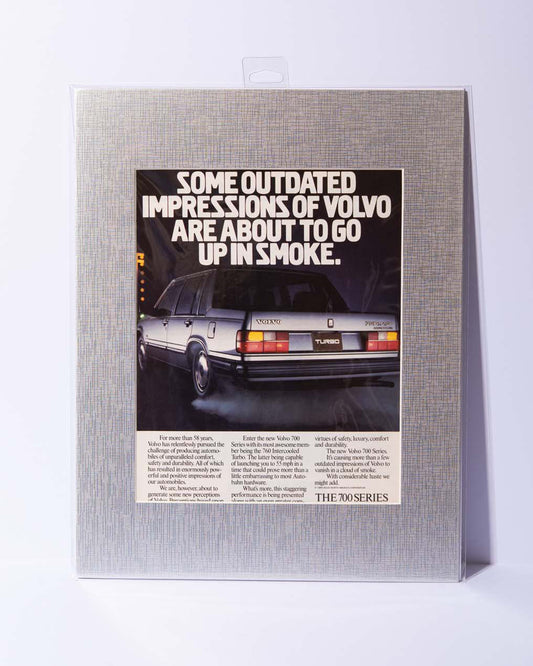 SOME OUTDATED
IMPRESSIONS OF VOLVO
ARE ABOUT TO GO
UP IN SMOKE.
VOLVO
TURBO
For more than 58 years,
Volvo has relentlessly pursued the
challenge of producing automo-
biles of unparalleled comfort,
safety and durability. All of which
has resulted in enormously pow-
erful and positive impressions of
our automobiles.
We are, however, about to
generate some new perceptions
Enter the new Volvo 700
Series with its most awesome mem-
ber being the 760 Intercooled
Turbo. The latter being capable
of launching you to 55 mph in a
time that could prove more than a
little embarrassing to most Auto-
bahn hardware.
What's more, this staggering
performance is being presented
virtues of safety, luxury, comfort
and durability.
The new Volvo 700 Series.
It's causing more than a few
outdated impressions of Volvo to
vanish in a cloud of smoke.
With considerable haste we
might add.
THE 700 SERIES